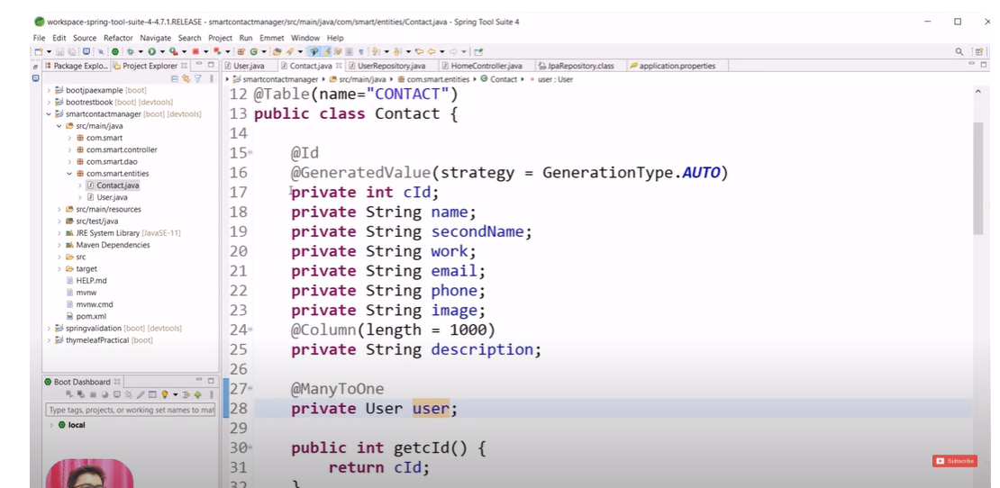 workspace-spring-tool-suite-4-4.7.1.RELEASE - smartcontactmanager/src/main/java/com/smart/entities/Contact.java - Spring Tool Suite 4
File Edit Source Refactor Navigate Search Project Run Emmet Window Help
Package Explo... Project Explorer
User.java Contact.java UserRepository.java HomeController.java JpaRepository.class application.properties
smartcontactmanager src/main/java com.smart.entities Contact user : User
bootjpaexample [boot]
bootrestbook [boot] [devtools]
smartcontactmanager [boot] [devtools]
src/main/java
com.smart
com.smart.controller
com.smart.dao
com.smart.entities
Contact.java
User.java
src/main/resources
src/test/java
JRE System Library [JavaSE-11]
Maven Dependencies
src
target
HELP.md
mvnw
mvnw.cmd
pom.xml
springvalidation [boot] [devtools]
thymeleafPractical [boot]
Boot Dashboard
Type tags, projects, or working set names to mat
local
12 @Table(name="CONTACT")
13 public class Contact {
14
15 @Id
16 @GeneratedValue(strategy = GenerationType.AUTO)
17 private int cId;
18 private String name;
19 private String secondName;
20 private String work;
21 private String email;
22 private String phone;
23 private String image;
24 @Column(length = 1000)
25 private String description;
26
27 @ManyToOne
28 private User user;
29
30 public int getcId() {
31 return cId;
32 }
Subscribe